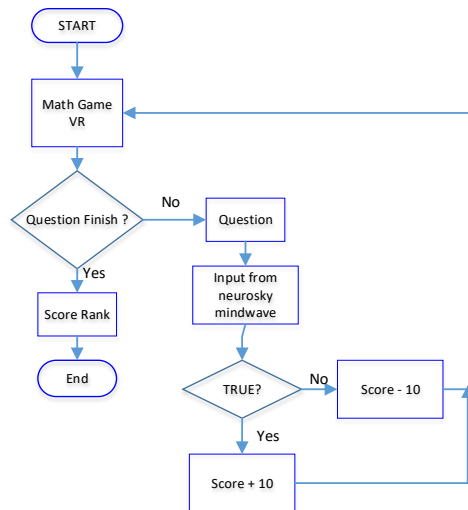 START
Math Game
VR
Question Finish ?
No
Question
Yes
Input from
neurosky
mindwave
Score Rank
End
TRUE?
No
Score - 10
Yes
Score + 10